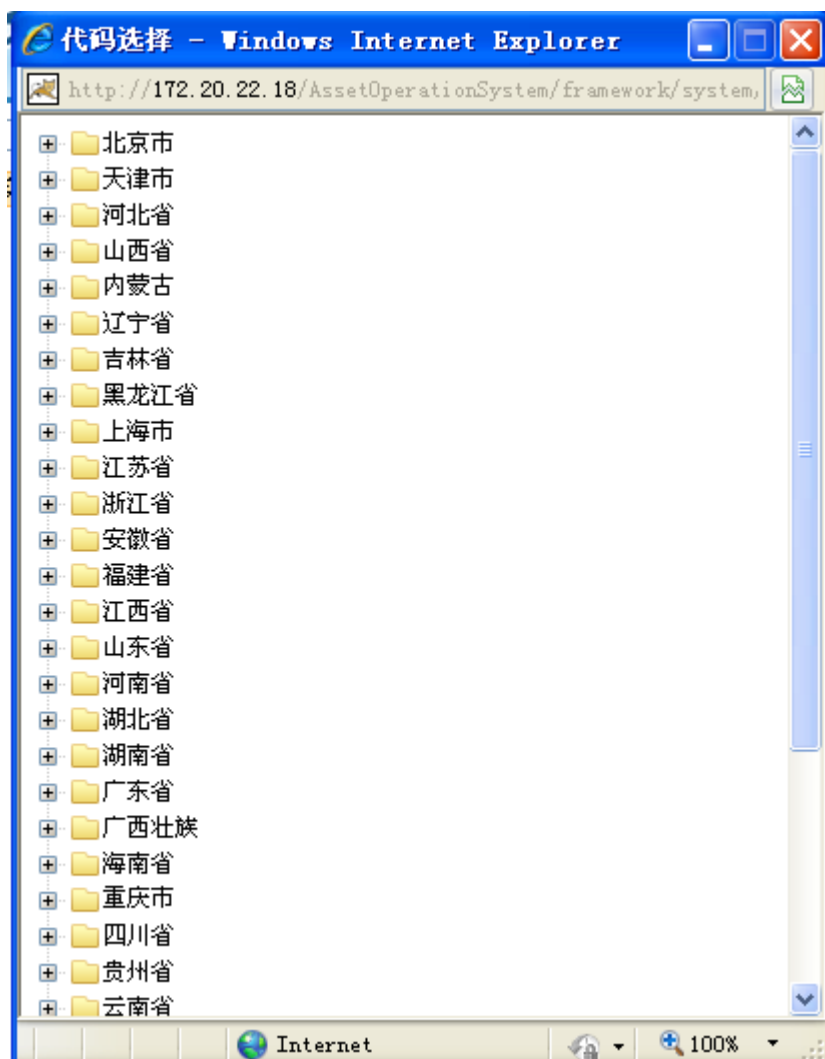 代码选择 - Windows Internet Explorer
http://172.20.22.18/AssetOperationSystem/framework/system,
北京市
天津市
河北省
山西省
内蒙古
辽宁省
吉林省
黑龙江省
上海市
江苏省
浙江省
安徽省
福建省
江西省
山东省
河南省
湖北省
湖南省
广东省
广西壮族
海南省
重庆市
四川省
贵州省
云南省
Internet 100%